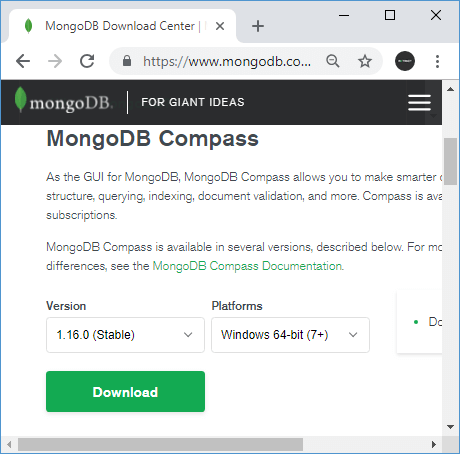 MongoDB Download Center |
https://www.mongodb.co...
mongoDB. FOR GIANT IDEAS
MongoDB Compass
As the GUI for MongoDB, MongoDB Compass allows you to make smarter
structure, querying, indexing, document validation, and more. Compass is
subscriptions.
MongoDB Compass is available in several versions, described below. For
differences, see the MongoDB Compass Documentation.
Version Platforms
1.16.0 (Stable) Windows 64-bit (7+)
Download